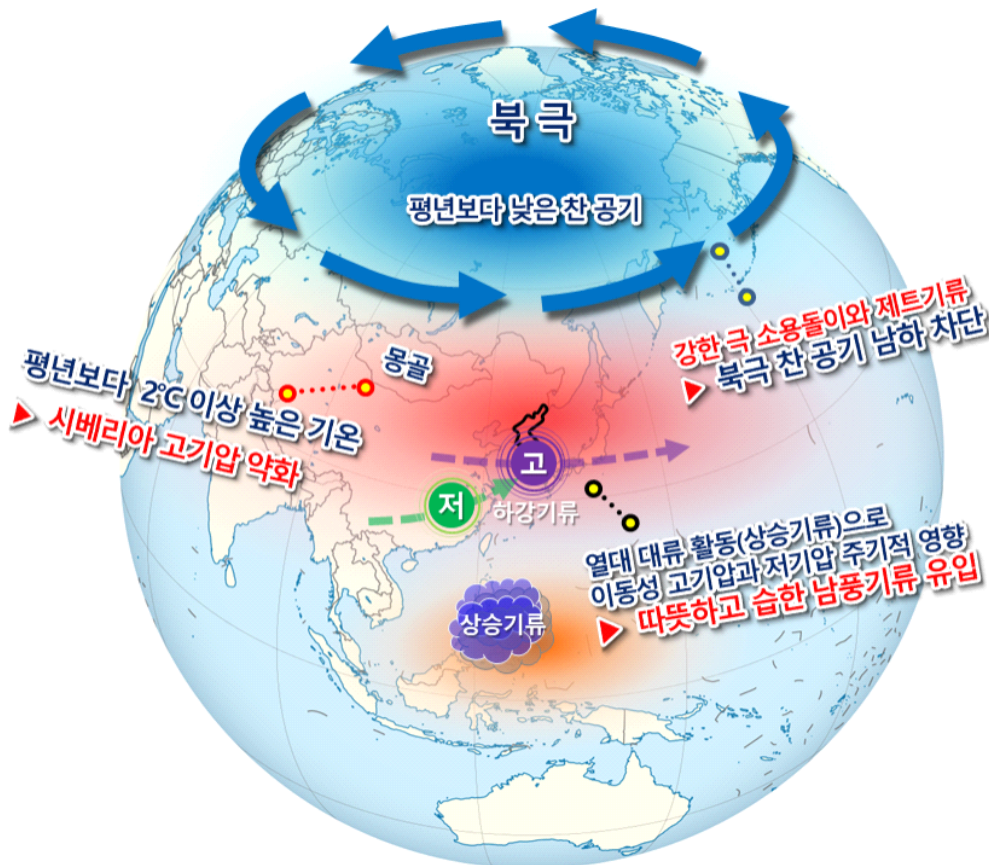 북극
평년보다 낮은 찬 공기
강한 극 소용돌이와 제트기류
▶ 북극 찬 공기 남하 차단
몽골
평년보다 2℃ 이상 높은 기온
▶ 시베리아 고기압 약화
고
저
하강기류
열대 대류 활동(상승기류)으로
이동성 고기압과 저기압 주기적 영향
▶ 따뜻하고 습한 남풍기류 유입
상승기류